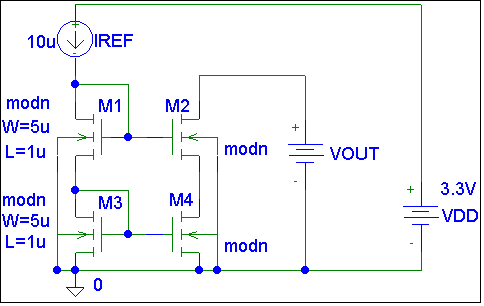 +
10u IREF
-
modn M1 M2
W=5u
L=1u modn
+
VOUT
-
modn M3 M4
W=5u
L=1u modn
3.3V
+
VDD
-
0